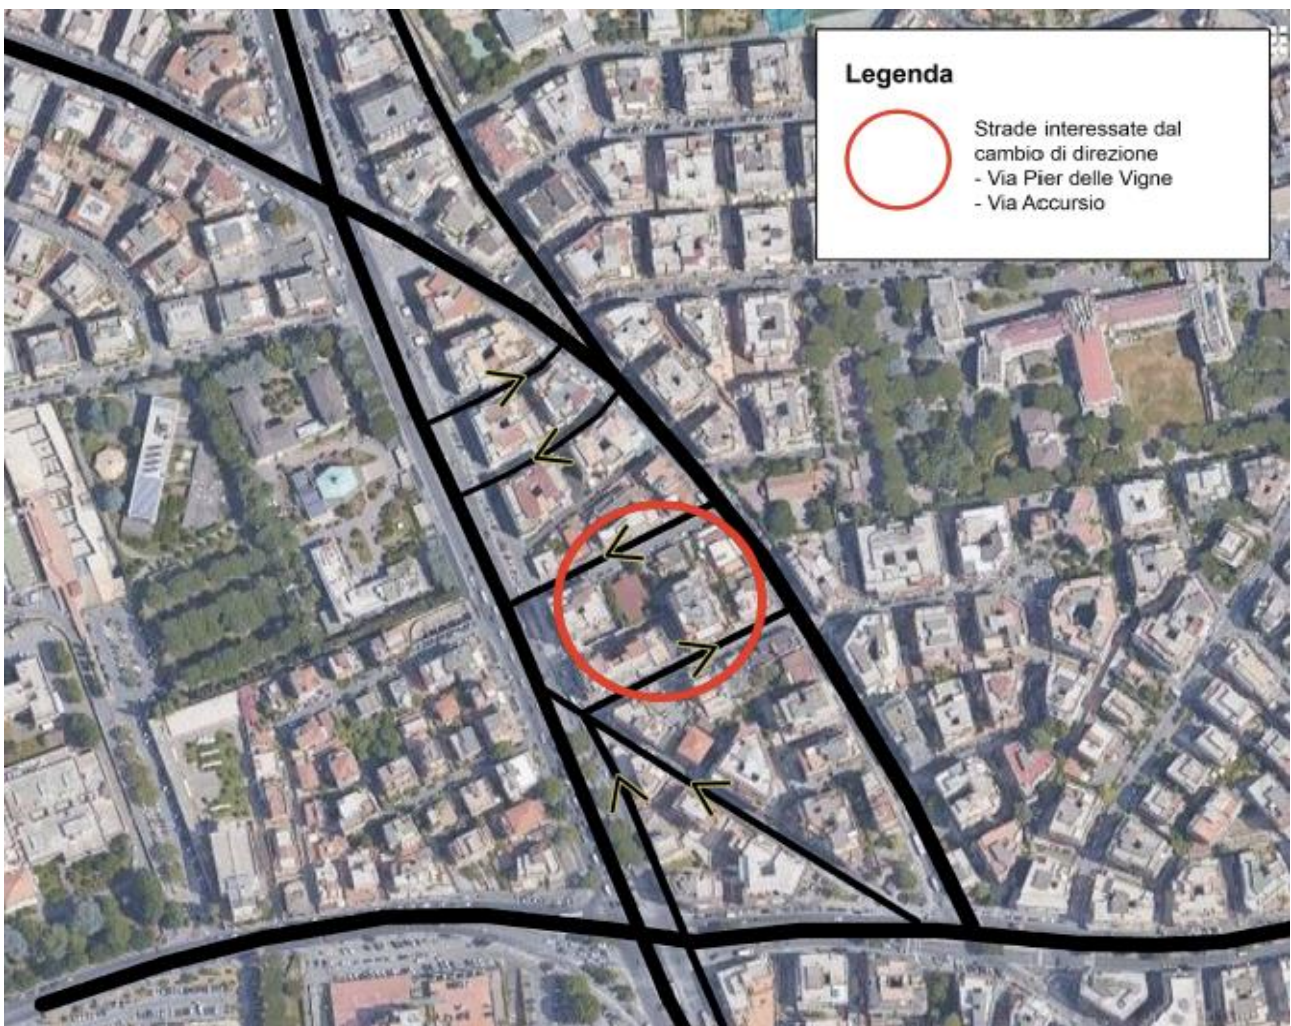 Legenda
Strade interessate dal
cambio di direzione
- Via Pier delle Vigne
- Via Accursio